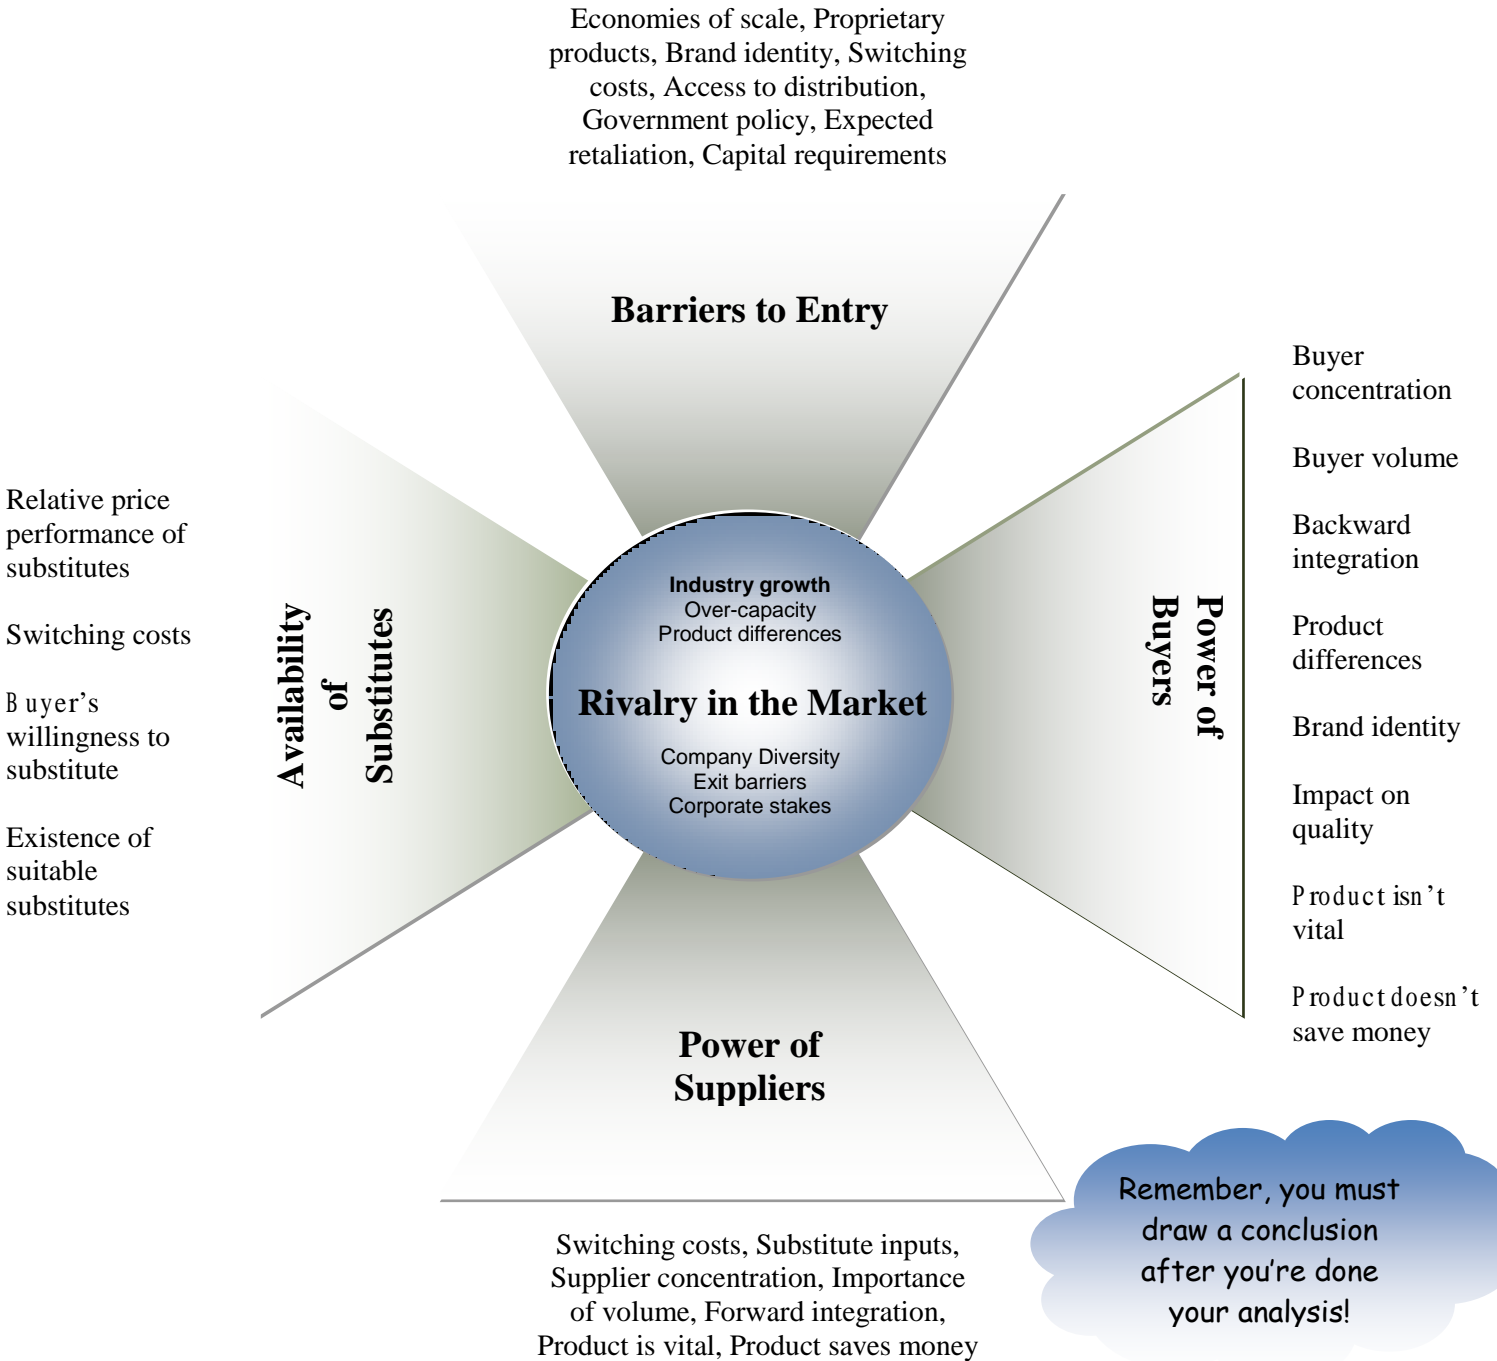 Economies of scale, Proprietary
products, Brand identity, Switching
costs, Access to distribution,
Government policy, Expected
retaliation, Capital requirements
Barriers to Entry
Relative price
performance of
substitutes
Switching costs
Buyer's
willingness to
substitute
Existence of
suitable
substitutes
Availability
of
Substitutes
Industry growth
Over-capacity
Product differences
Rivalry in the Market
Company Diversity
Exit barriers
Corporate stakes
Power of
Buyers
Buyer
concentration
Buyer volume
Backward
integration
Product
differences
Brand identity
Impact on
quality
Product isn't
vital
Product doesn't
save money
Power of
Suppliers
Switching costs, Substitute inputs,
Supplier concentration, Importance
of volume, Forward integration,
Product is vital, Product saves money
Remember, you must
draw a conclusion
after you're done
your analysis!